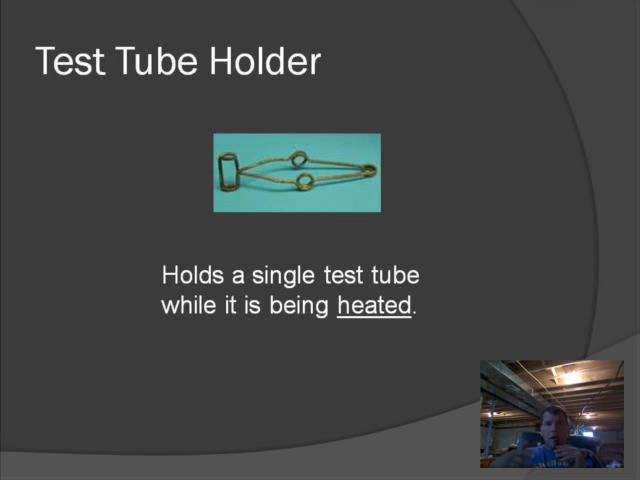 Test Tube Holder
Holds a single test tube
while it is being heated.